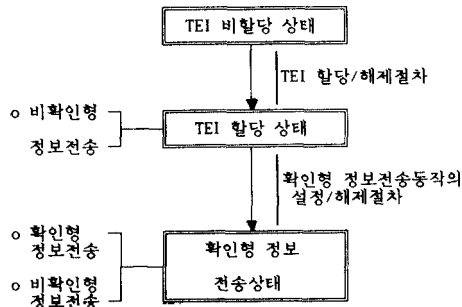 TEI 비할당 상태
TEI 할당/해제절차
o 비확인형
정보전송
TEI 할당 상태
확인형 정보전송동작의
설정/해제절차
o 확인형
정보전송
o 비확인형
정보전송
확인형 정보
전송상태